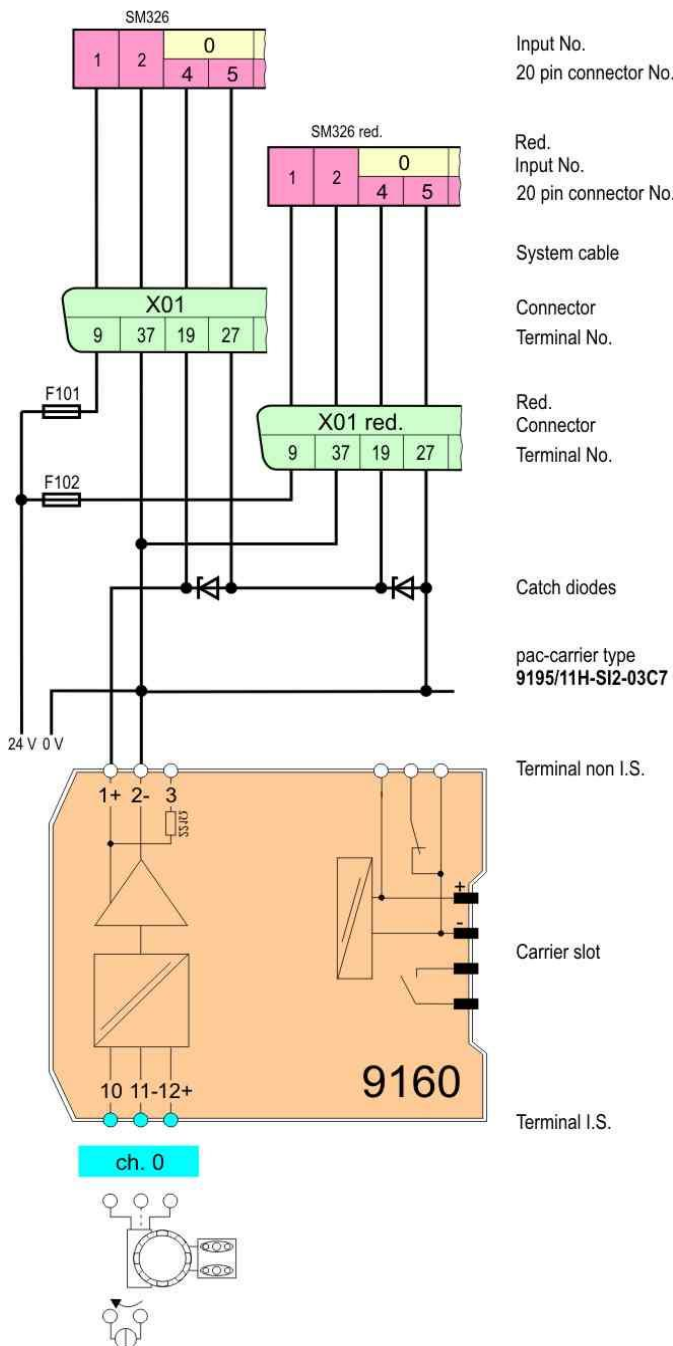 SM326
0
1 2 4 5
Input No.
20 pin connector No.
SM326 red.
0
1 2 4 5
Red.
Input No.
20 pin connector No.
System cable
X01
9 37 19 27
Connector
Terminal No.
F101
X01 red.
9 37 19 27
Red.
Connector
Terminal No.
F102
Catch diodes
pac-carrier type
9195/11H-SI2-03C7
24 V 0 V
Terminal non I.S.
1+ 2- 3
+
-
Carrier slot
9160
10 11-12+
Terminal I.S.
ch. 0